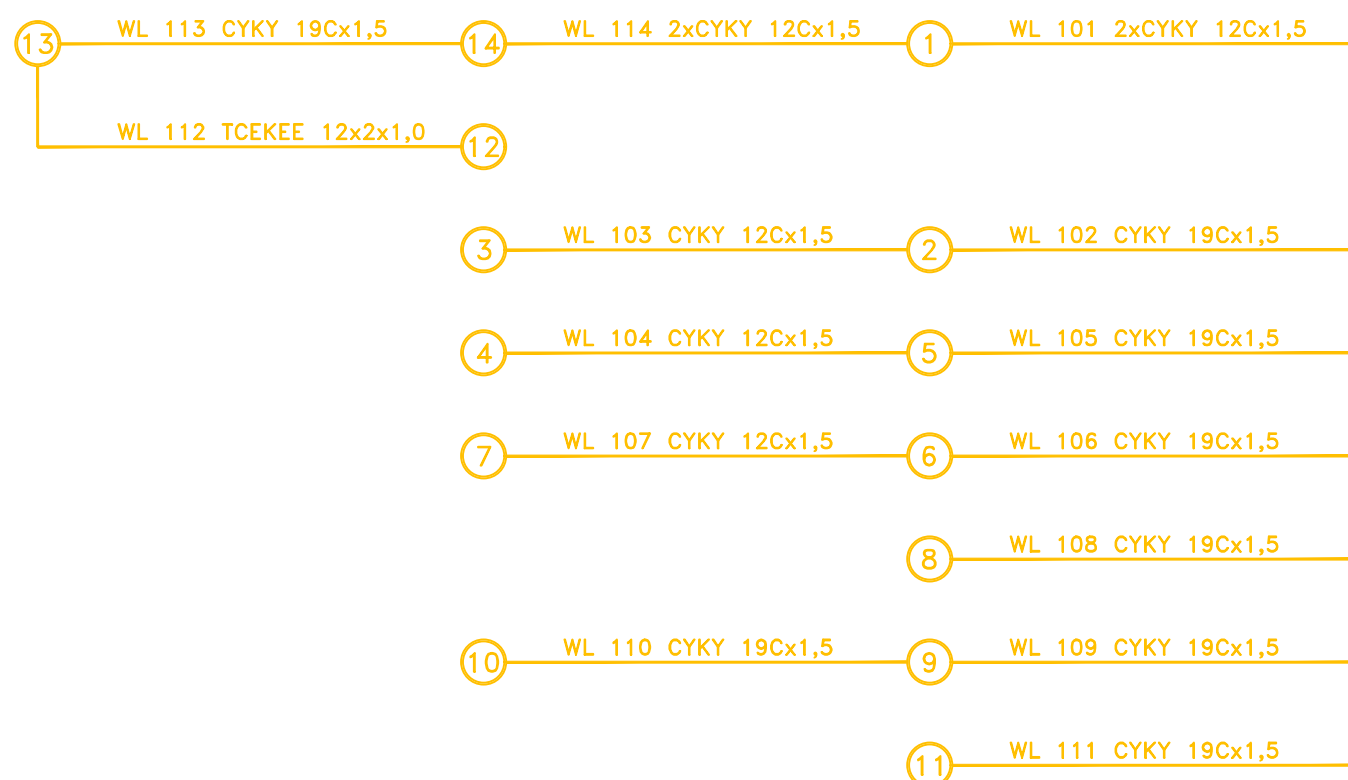 13 WL 113 CYKY 19Cx1,5 14 WL 114 2xCYKY 12Cx1,5 1 WL 101 2xCYKY 12Cx1,5
WL 112 TCEKEE 12x2x1,0 12
3 WL 103 CYKY 12Cx1,5 2 WL 102 CYKY 19Cx1,5
4 WL 104 CYKY 12Cx1,5 5 WL 105 CYKY 19Cx1,5
7 WL 107 CYKY 12Cx1,5 6 WL 106 CYKY 19Cx1,5
8 WL 108 CYKY 19Cx1,5
10 WL 110 CYKY 19Cx1,5 9 WL 109 CYKY 19Cx1,5
11 WL 111 CYKY 19Cx1,5